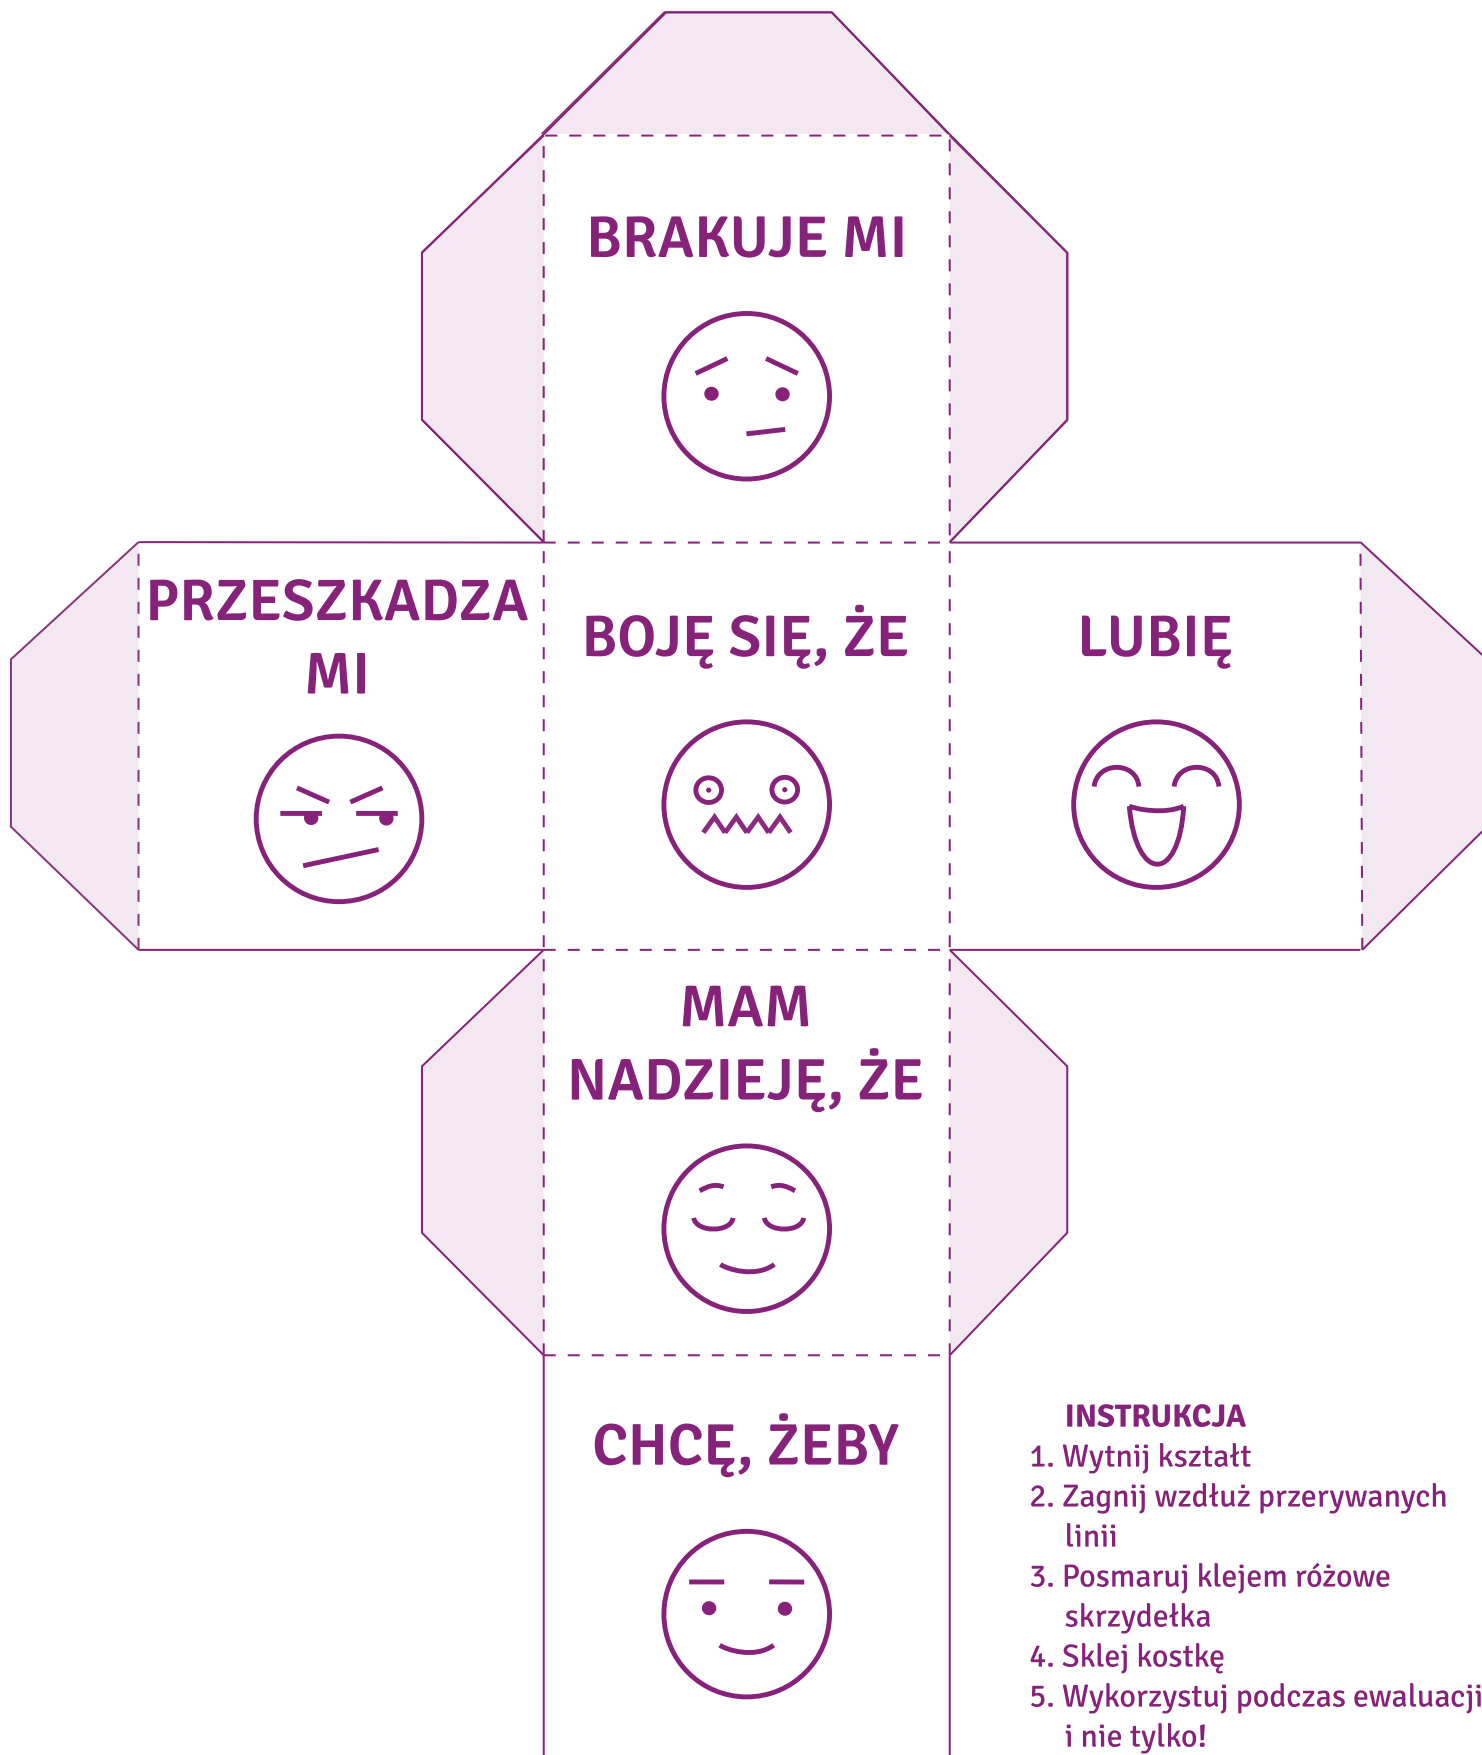 BRAKUJE MI
PRZESZKADZA
MI
BOJĘ SIĘ, ŻE
LUBIĘ
MAM
NADZIEJĘ, ŻE
CHCĘ, ŻEBY
INSTRUKCJA
1. Wytnij kształt
2. Zagnij wzdłuż przerywanych
linii
3. Posmaruj klejem różowe
skrzydełka
4. Sklej kostkę
5. Wykorzystuj podczas ewaluacji
i nie tylko!